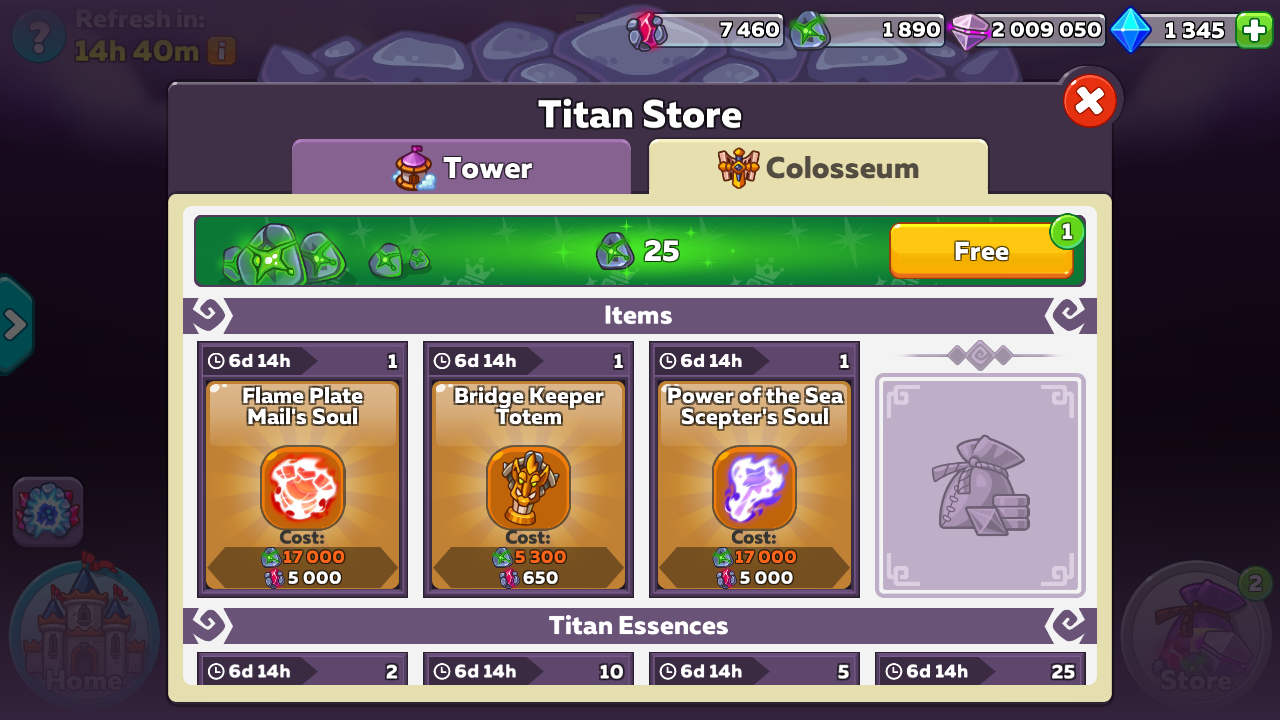 Refresh in:
14h 40m
7 460
1 890
2 009 050
1 345
Titan Store
Tower
Colosseum
25
Free
1
Items
6d 14h 1
6d 14h 1
6d 14h 1
Flame Plate
Mail's Soul
Cost:
17 000
5 000
Bridge Keeper
Totem
Cost:
5 300
650
Power of the Sea
Scepter's Soul
Cost:
17 000
5 000
Titan Essences
6d 14h 2
6d 14h 10
6d 14h 5
6d 14h 25
Home
Store
2